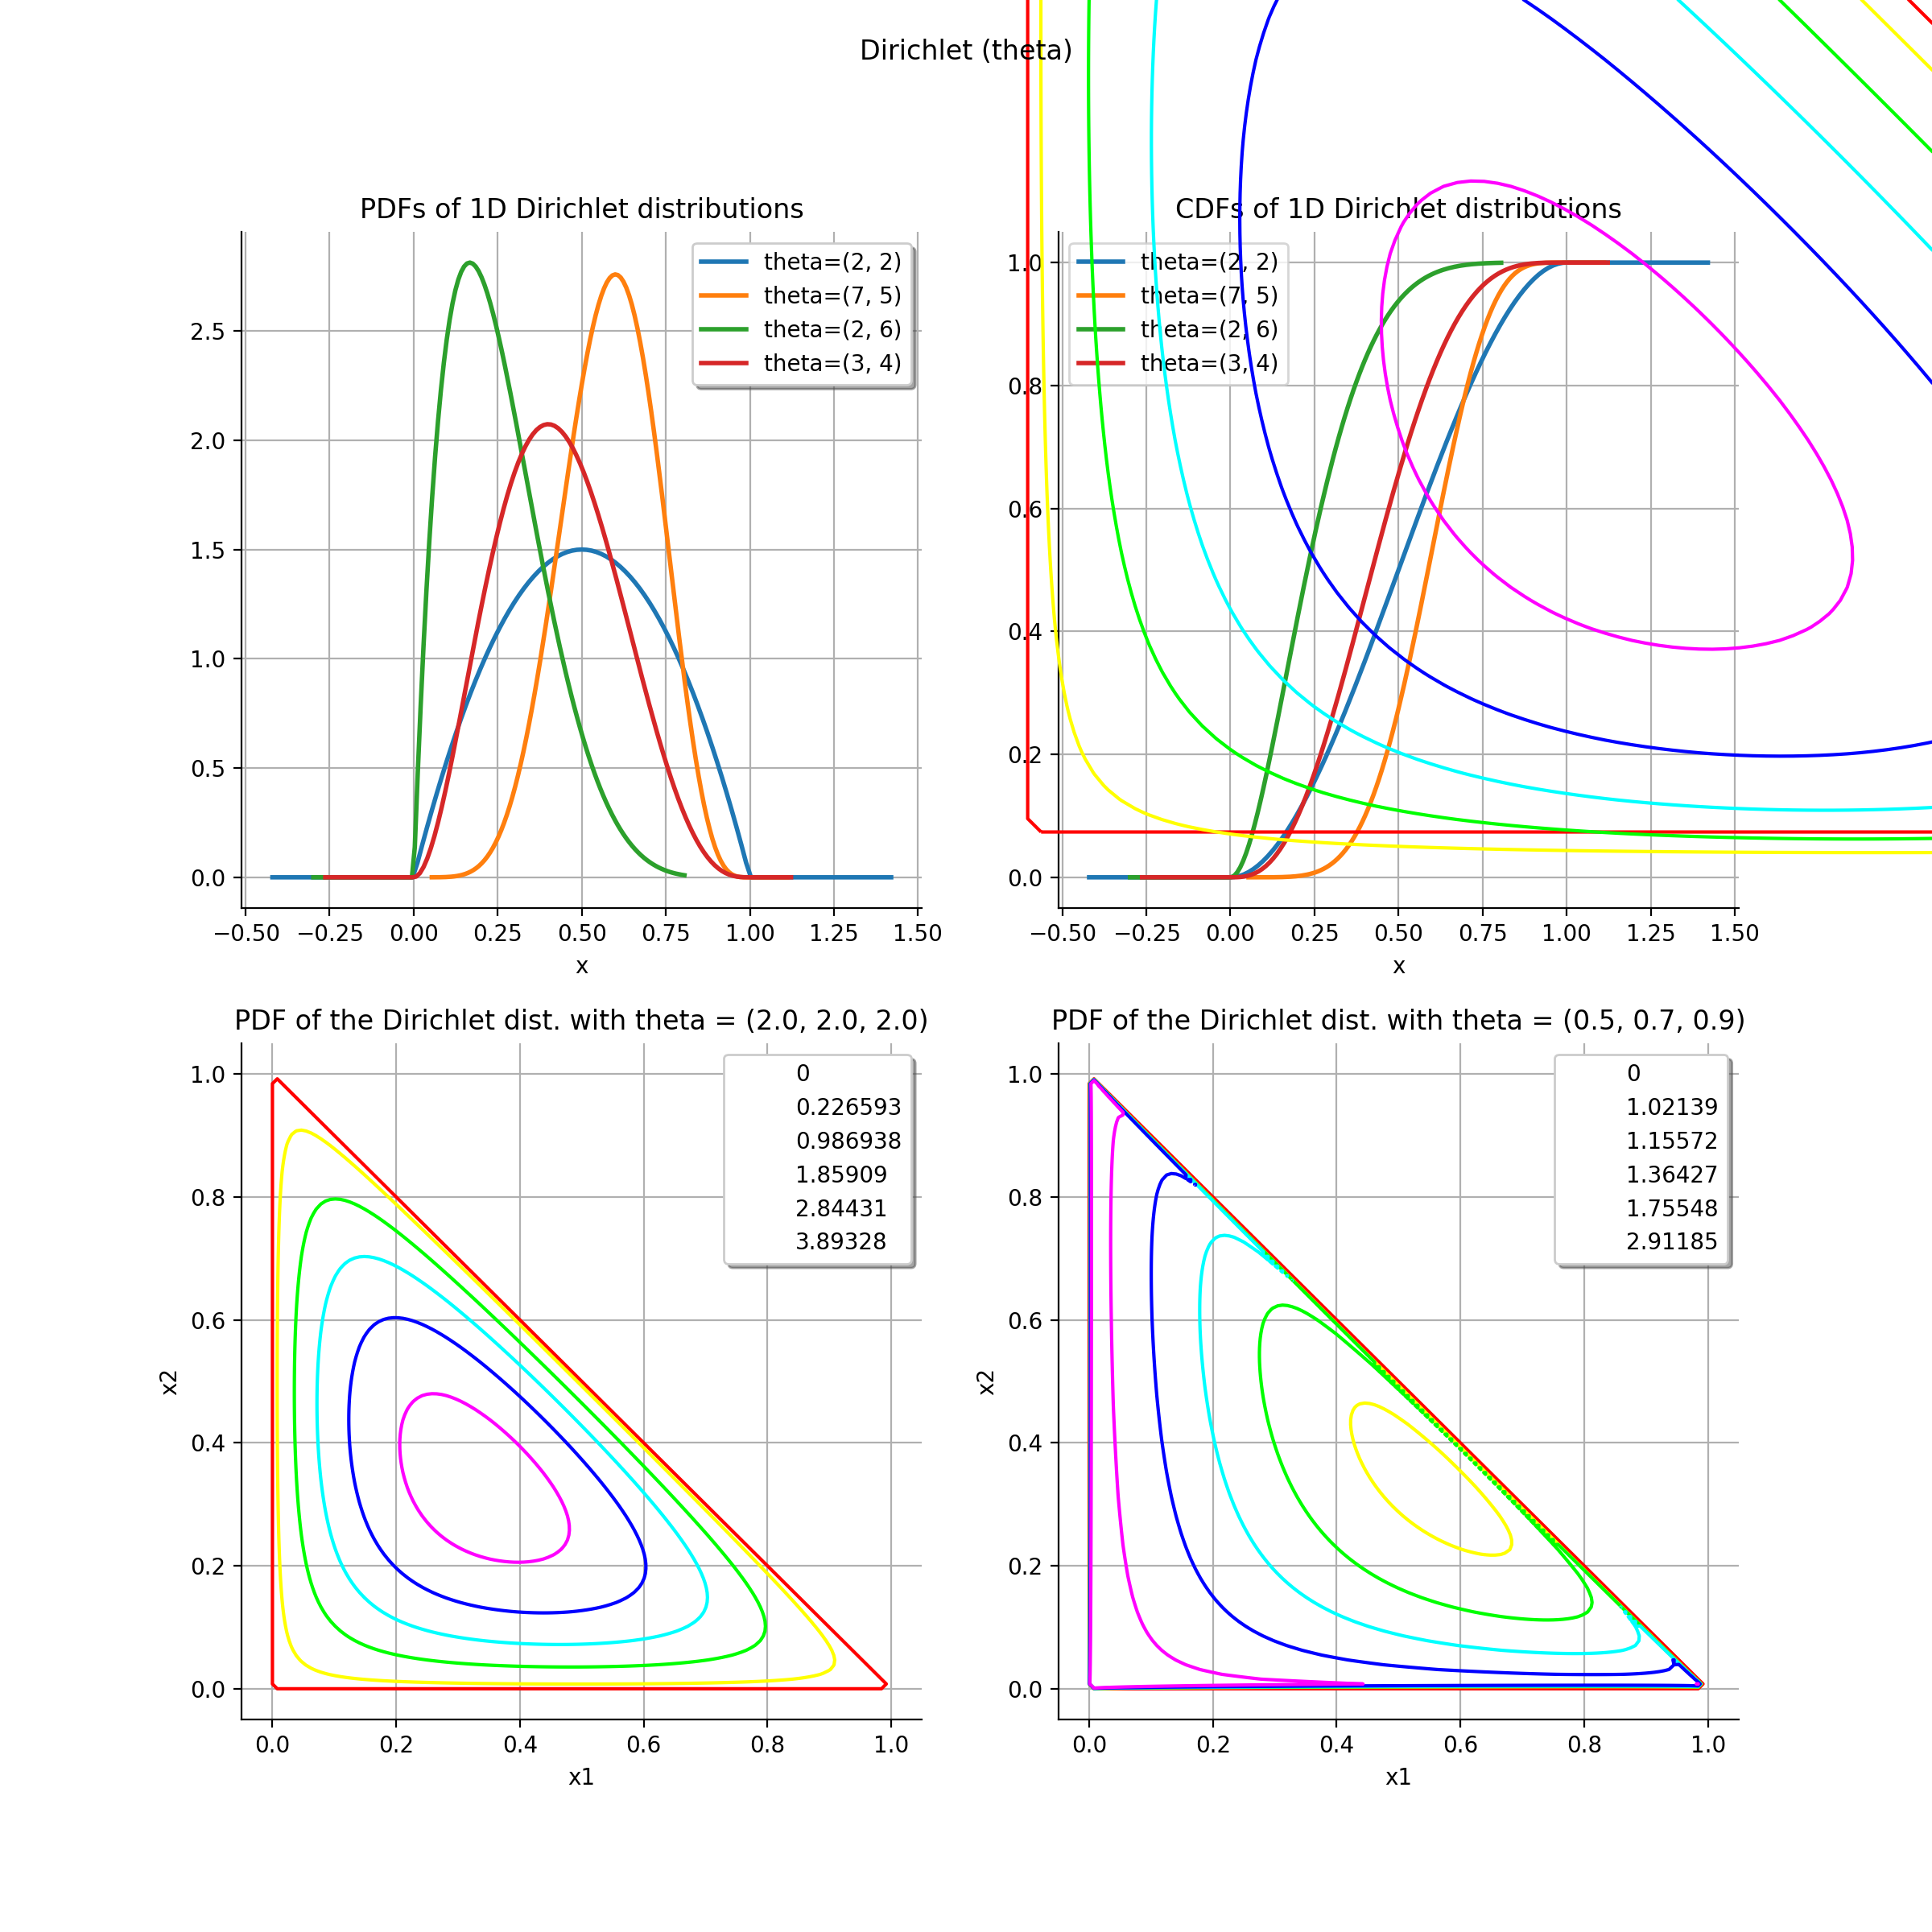 Dirichlet (theta)
PDFs of 1D Dirichlet distributions
theta=(2, 2)
theta=(7, 5)
theta=(2, 6)
theta=(3, 4)
2.5
2.0
1.5
1.0
0.5
0.0
−0.50 −0.25 0.00 0.25 0.50 0.75 1.00 1.25 1.50
x
CDFs of 1D Dirichlet distributions
theta=(2, 2)
theta=(7, 5)
theta=(2, 6)
theta=(3, 4)
1.0
0.8
0.6
0.4
0.2
0.0
−0.50 −0.25 0.00 0.25 0.50 0.75 1.00 1.25 1.50
x
PDF of the Dirichlet dist. with theta = (2.0, 2.0, 2.0)
0
0.226593
0.986938
1.85909
2.84431
3.89328
1.0
0.8
0.6
0.4
0.2
0.0
x2
0.0 0.2 0.4 0.6 0.8 1.0
x1
PDF of the Dirichlet dist. with theta = (0.5, 0.7, 0.9)
0
1.02139
1.15572
1.36427
1.75548
2.91185
1.0
0.8
0.6
0.4
0.2
0.0
x2
0.0 0.2 0.4 0.6 0.8 1.0
x1